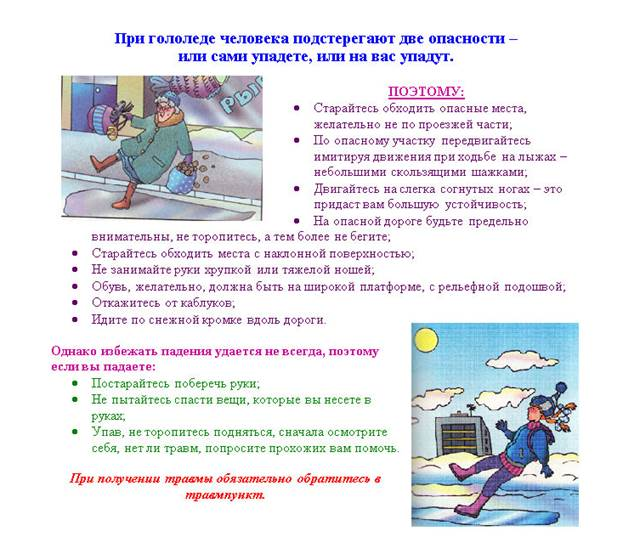 При гололеде человека подстерегают две опасности –
или сами упадете, или на вас упадут.
ПОЭТОМУ:
Старайтесь обходить опасные места,
желательно не по проезжей части;
По опасному участку передвигайтесь
имитируя движения при ходьбе на лыжах –
небольшими скользящими шажками;
Двигайтесь на слегка согнутых ногах – это
придаст вам большую устойчивость;
На опасной дороге будьте предельно
внимательны, не торопитесь, а тем более не бегите;
Старайтесь обходить места с наклонной поверхностью;
Не занимайте руки хрупкой или тяжелой ношей;
Обувь, желательно, должна быть на широкой платформе, с рельефной подошвой;
Откажитесь от каблуков;
Идите по снежной кромке вдоль дороги.
Однако избежать падения удается не всегда, поэтому
если вы падаете:
Постарайтесь поберечь руки;
Не пытайтесь спасти вещи, которые вы несете в
руках;
Упав, не торопитесь подняться, сначала осмотрите
себя, нет ли травм, попросите прохожих вам помочь.
При получении травмы обязательно обратитесь в
травмпункт.